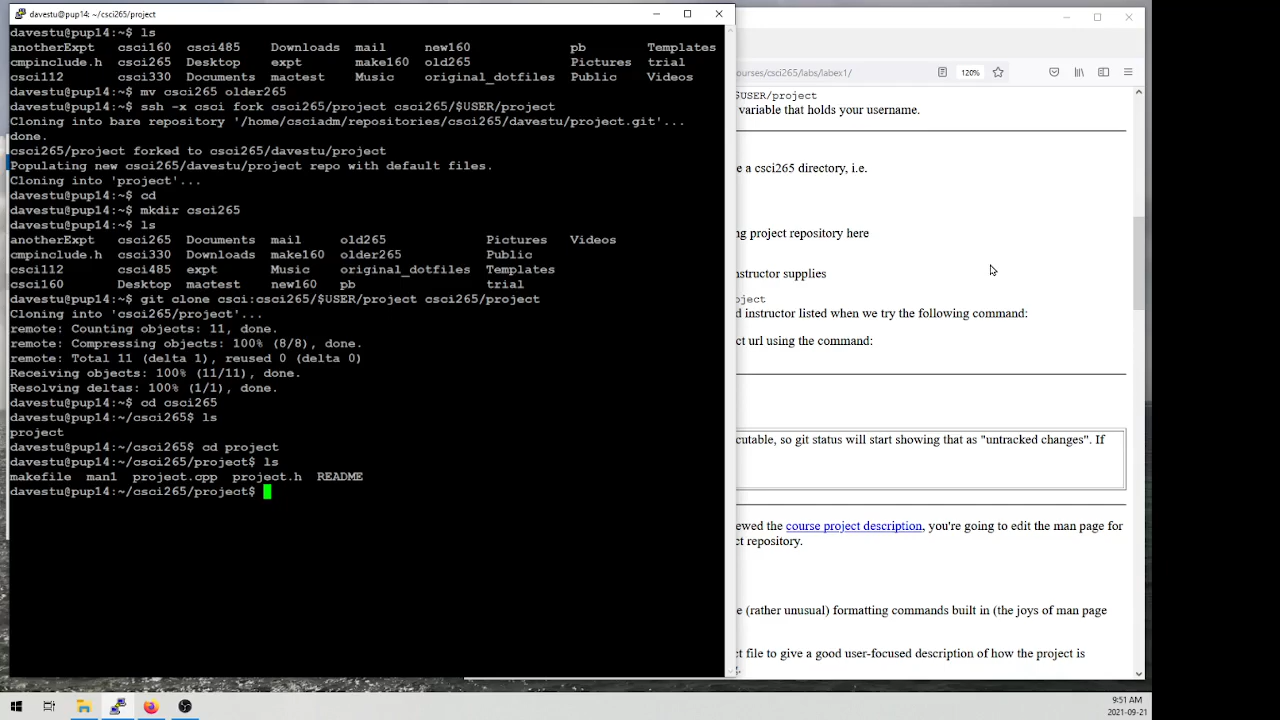 davestu@pup14: ~/csci265/project
davestu@pup14:~$ ls
anotherExpt csci160 csci485 Downloads mail new160 pb Templates
cmpinclude.h csci265 Desktop expt make160 old265 Pictures trial
csci112 csci330 Documents mactest Music original_dotfiles Public Videos
davestu@pup14:~$ mv csci265 older265
davestu@pup14:~$ ssh -x csci fork csci265/project csci265/$USER/project
Cloning into bare repository '/home/csciadm/repositories/csci265/davestu/project.git'...
done.
csci265/project forked to csci265/davestu/project
Populating new csci265/davestu/project repo with default files.
Cloning into 'project'...
davestu@pup14:~$ cd
davestu@pup14:~$ mkdir csci265
davestu@pup14:~$ ls
anotherExpt csci265 Documents mail old265 Pictures Videos
cmpinclude.h csci330 Downloads make160 older265 Public
csci112 csci485 expt Music original_dotfiles Templates
csci160 Desktop mactest new160 pb trial
davestu@pup14:~$ git clone csci:csci265/$USER/project csci265/project
Cloning into 'csci265/project'...
remote: Counting objects: 11, done.
remote: Compressing objects: 100% (8/8), done.
remote: Total 11 (delta 1), reused 0 (delta 0)
Receiving objects: 100% (11/11), done.
Resolving deltas: 100% (1/1), done.
davestu@pup14:~$ cd csci265
davestu@pup14:~/csci265$ ls
project
davestu@pup14:~/csci265$ cd project
davestu@pup14:~/csci265/project$ ls
makefile man1 project.cpp project.h README
davestu@pup14:~/csci265/project$
ourses/csci265/labs/labex1/
120%
$USER/project
variable that holds your username.
e a csci265 directory, i.e.
ng project repository here
nstructor supplies
oject
d instructor listed when we try the following command:
ct url using the command:
cutable, so git status will start showing that as "untracked changes". If
ewed the course project description, you're going to edit the man page for
ct repository.
e (rather unusual) formatting commands built in (the joys of man page
ct file to give a good user-focused description of how the project is
9:51 AM
2021-09-21